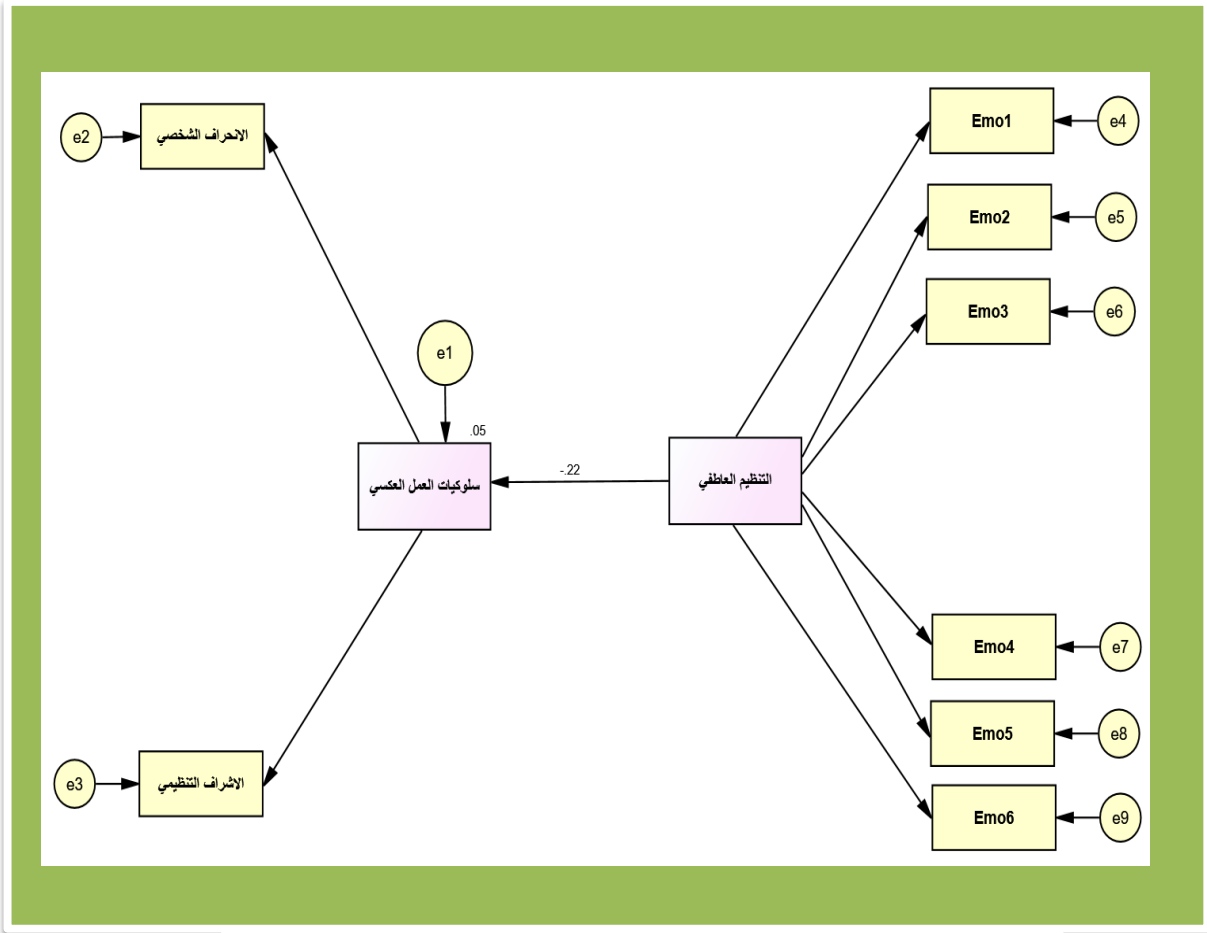 الانحراف الشخصي
e2
Emo1
e4
Emo2
e5
Emo3
e6
e1
.05
سلوكيات العمل العكسي
-.22
التنظيم العاطفي
Emo4
e7
Emo5
e8
الاشراف التنظيمي
e3
Emo6
e9